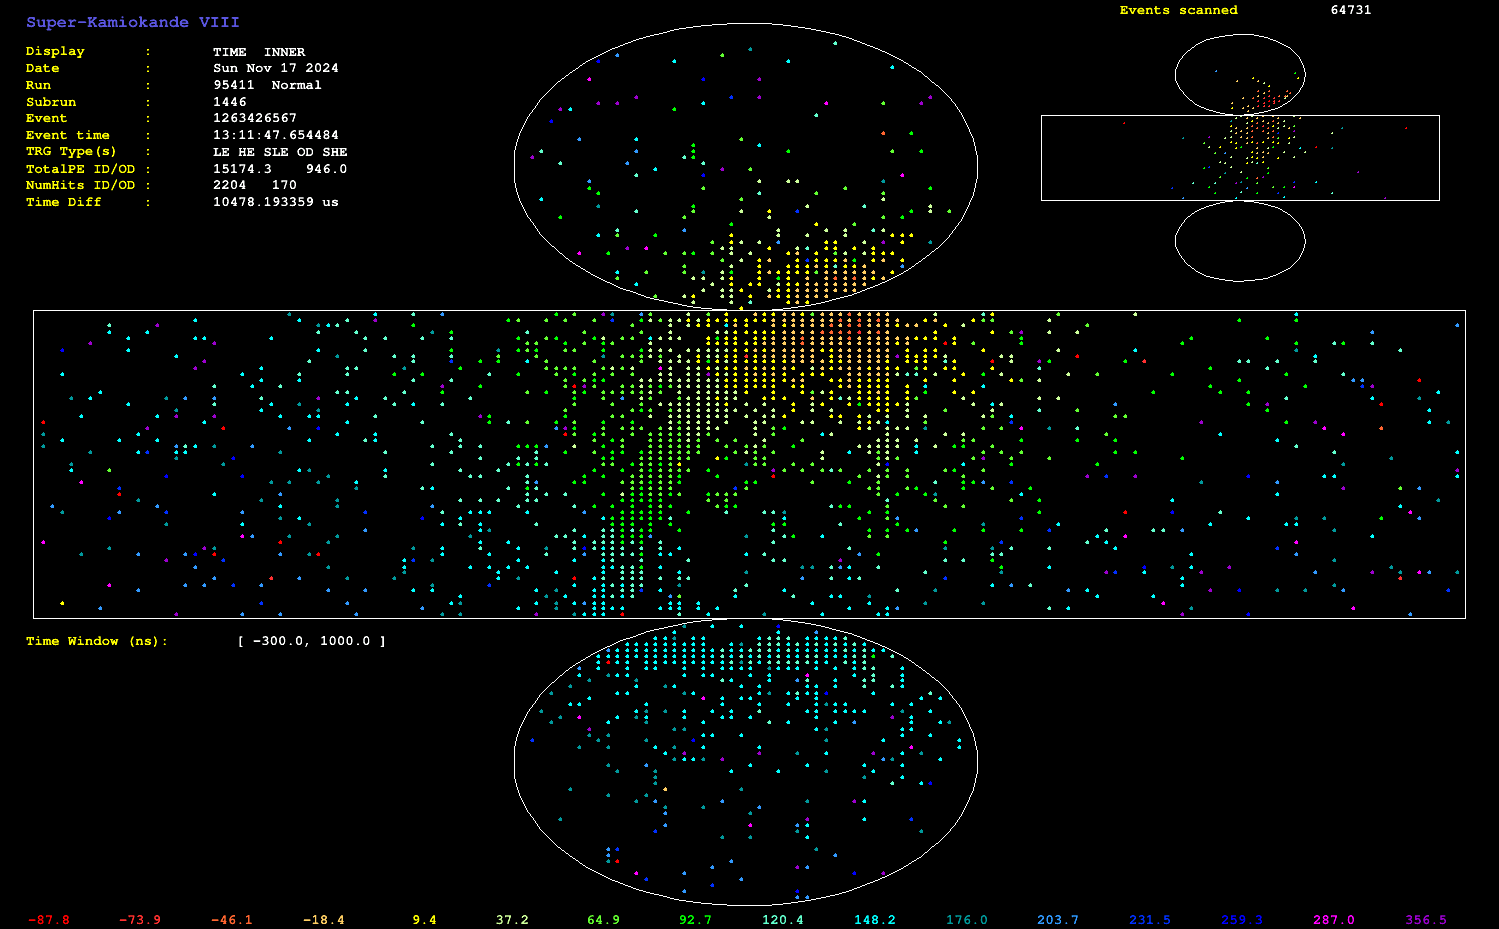 Super-Kamiokande VIII
Events scanned 64731
Display : TIME INNER
Date : Sun Nov 17 2024
Run : 95411 Normal
Subrun : 1446
Event : 1263426567
Event time : 13:11:47.654484
TRG Type(s) : LE HE SLE OD SHE
TotalPE ID/OD : 15174.3 946.0
NumHits ID/OD : 2204 170
Time Diff : 10478.193359 us
Time Window (ns): [ -300.0, 1000.0 ]
-87.8 -73.9 -46.1 -18.4 9.4 37.2 64.9 92.7 120.4 148.2 176.0 203.7 231.5 259.3 287.0 356.5